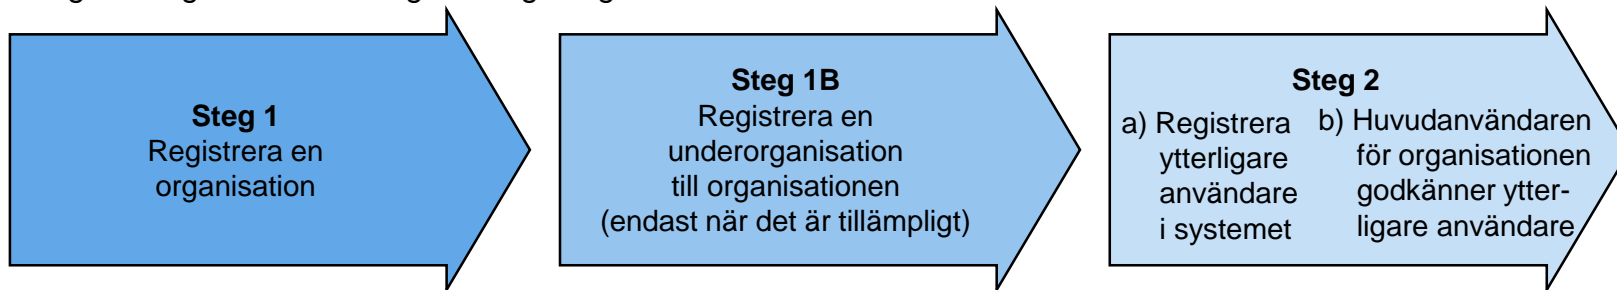 Steg 1
Registrera en
organisation
Steg 1B
Registrera en
underorganisation
till organisationen
(endast när det är tillämpligt)
Steg 2
a) Registrera
ytterligare
användare
i systemet
b) Huvudanvändaren
för organisationen
godkänner ytter-
ligare användare